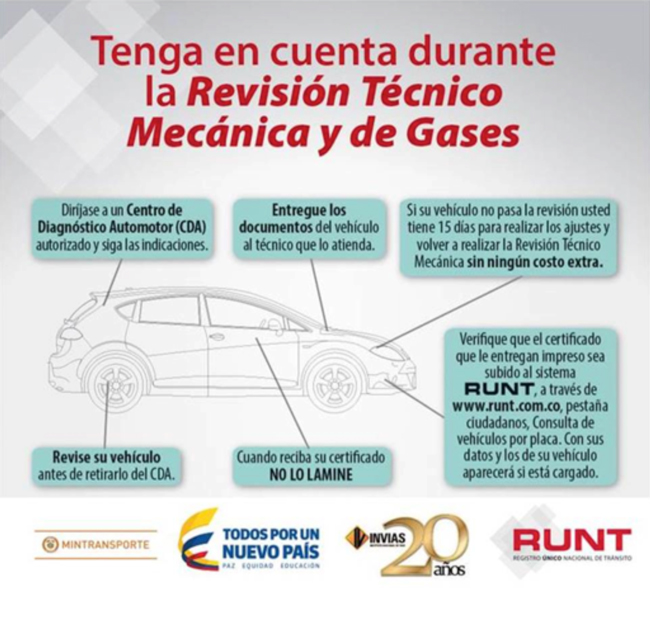 Tenga en cuenta durante
la Revisión Técnico
Mecánica y de Gases
Diríjase a un Centro de
Diagnóstico Automotor (CDA)
autorizado y siga las indicaciones.
Entregue los
documentos del vehículo
al técnico que lo atienda.
Si su vehículo no pasa la revisión usted
tiene 15 días para realizar los ajustes y
volver a realizar la Revisión Técnico
Mecánica sin ningún costo extra.
Verifique que el certificado
que le entregan impreso sea
subido al sistema
RUNT, a través de
www.runt.com.co, pestaña
ciudadanos, Consulta de
vehículos por placa. Con sus
datos y los de su vehículo
aparecerá si está cargado.
Revise su vehículo
antes de retirarlo del CDA.
Cuando reciba su certificado
NO LO LAMINE
MINTRANSPORTE
TODOS POR UN
NUEVO PAÍS
PAZ EQUIDAD EDUCACIÓN
INVIAS
20
años
RUNT
REGISTRO ÚNICO NACIONAL DE TRÁNSITO